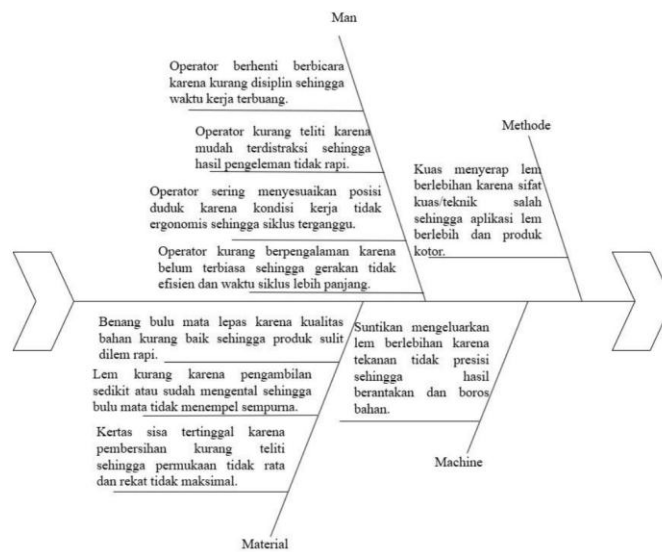 Man
Operator berhenti berbicara
karena kurang disiplin sehingga
waktu kerja terbuang.
Operator kurang teliti karena
mudah terdistraksi sehingga
hasil pengeleman tidak rapi.
Operator sering menyesuaikan posisi
duduk karena kondisi kerja tidak
ergonomis sehingga siklus terganggu.
Operator kurang berpengalaman karena
belum terbiasa sehingga gerakan tidak
efisien dan waktu siklus lebih panjang.
Methode
Kuas menyerap lem
berlebihan karena sifat
kuas/teknik salah
sehingga aplikasi lem
berlebih dan produk
kotor.
Benang bulu mata lepas karena kualitas
bahan kurang baik sehingga produk sulit
dilem rapi.
Lem kurang karena pengambilan
sedikit atau sudah mengental sehingga
bulu mata tidak menempel sempurna.
Kertas sisa tertinggal karena
pembersihan kurang teliti
sehingga permukaan tidak rata
dan rekat tidak maksimal.
Material
Suntikan mengeluarkan
lem berlebihan karena
tekanan tidak presisi
sehingga hasil
berantakan dan boros
bahan.
Machine